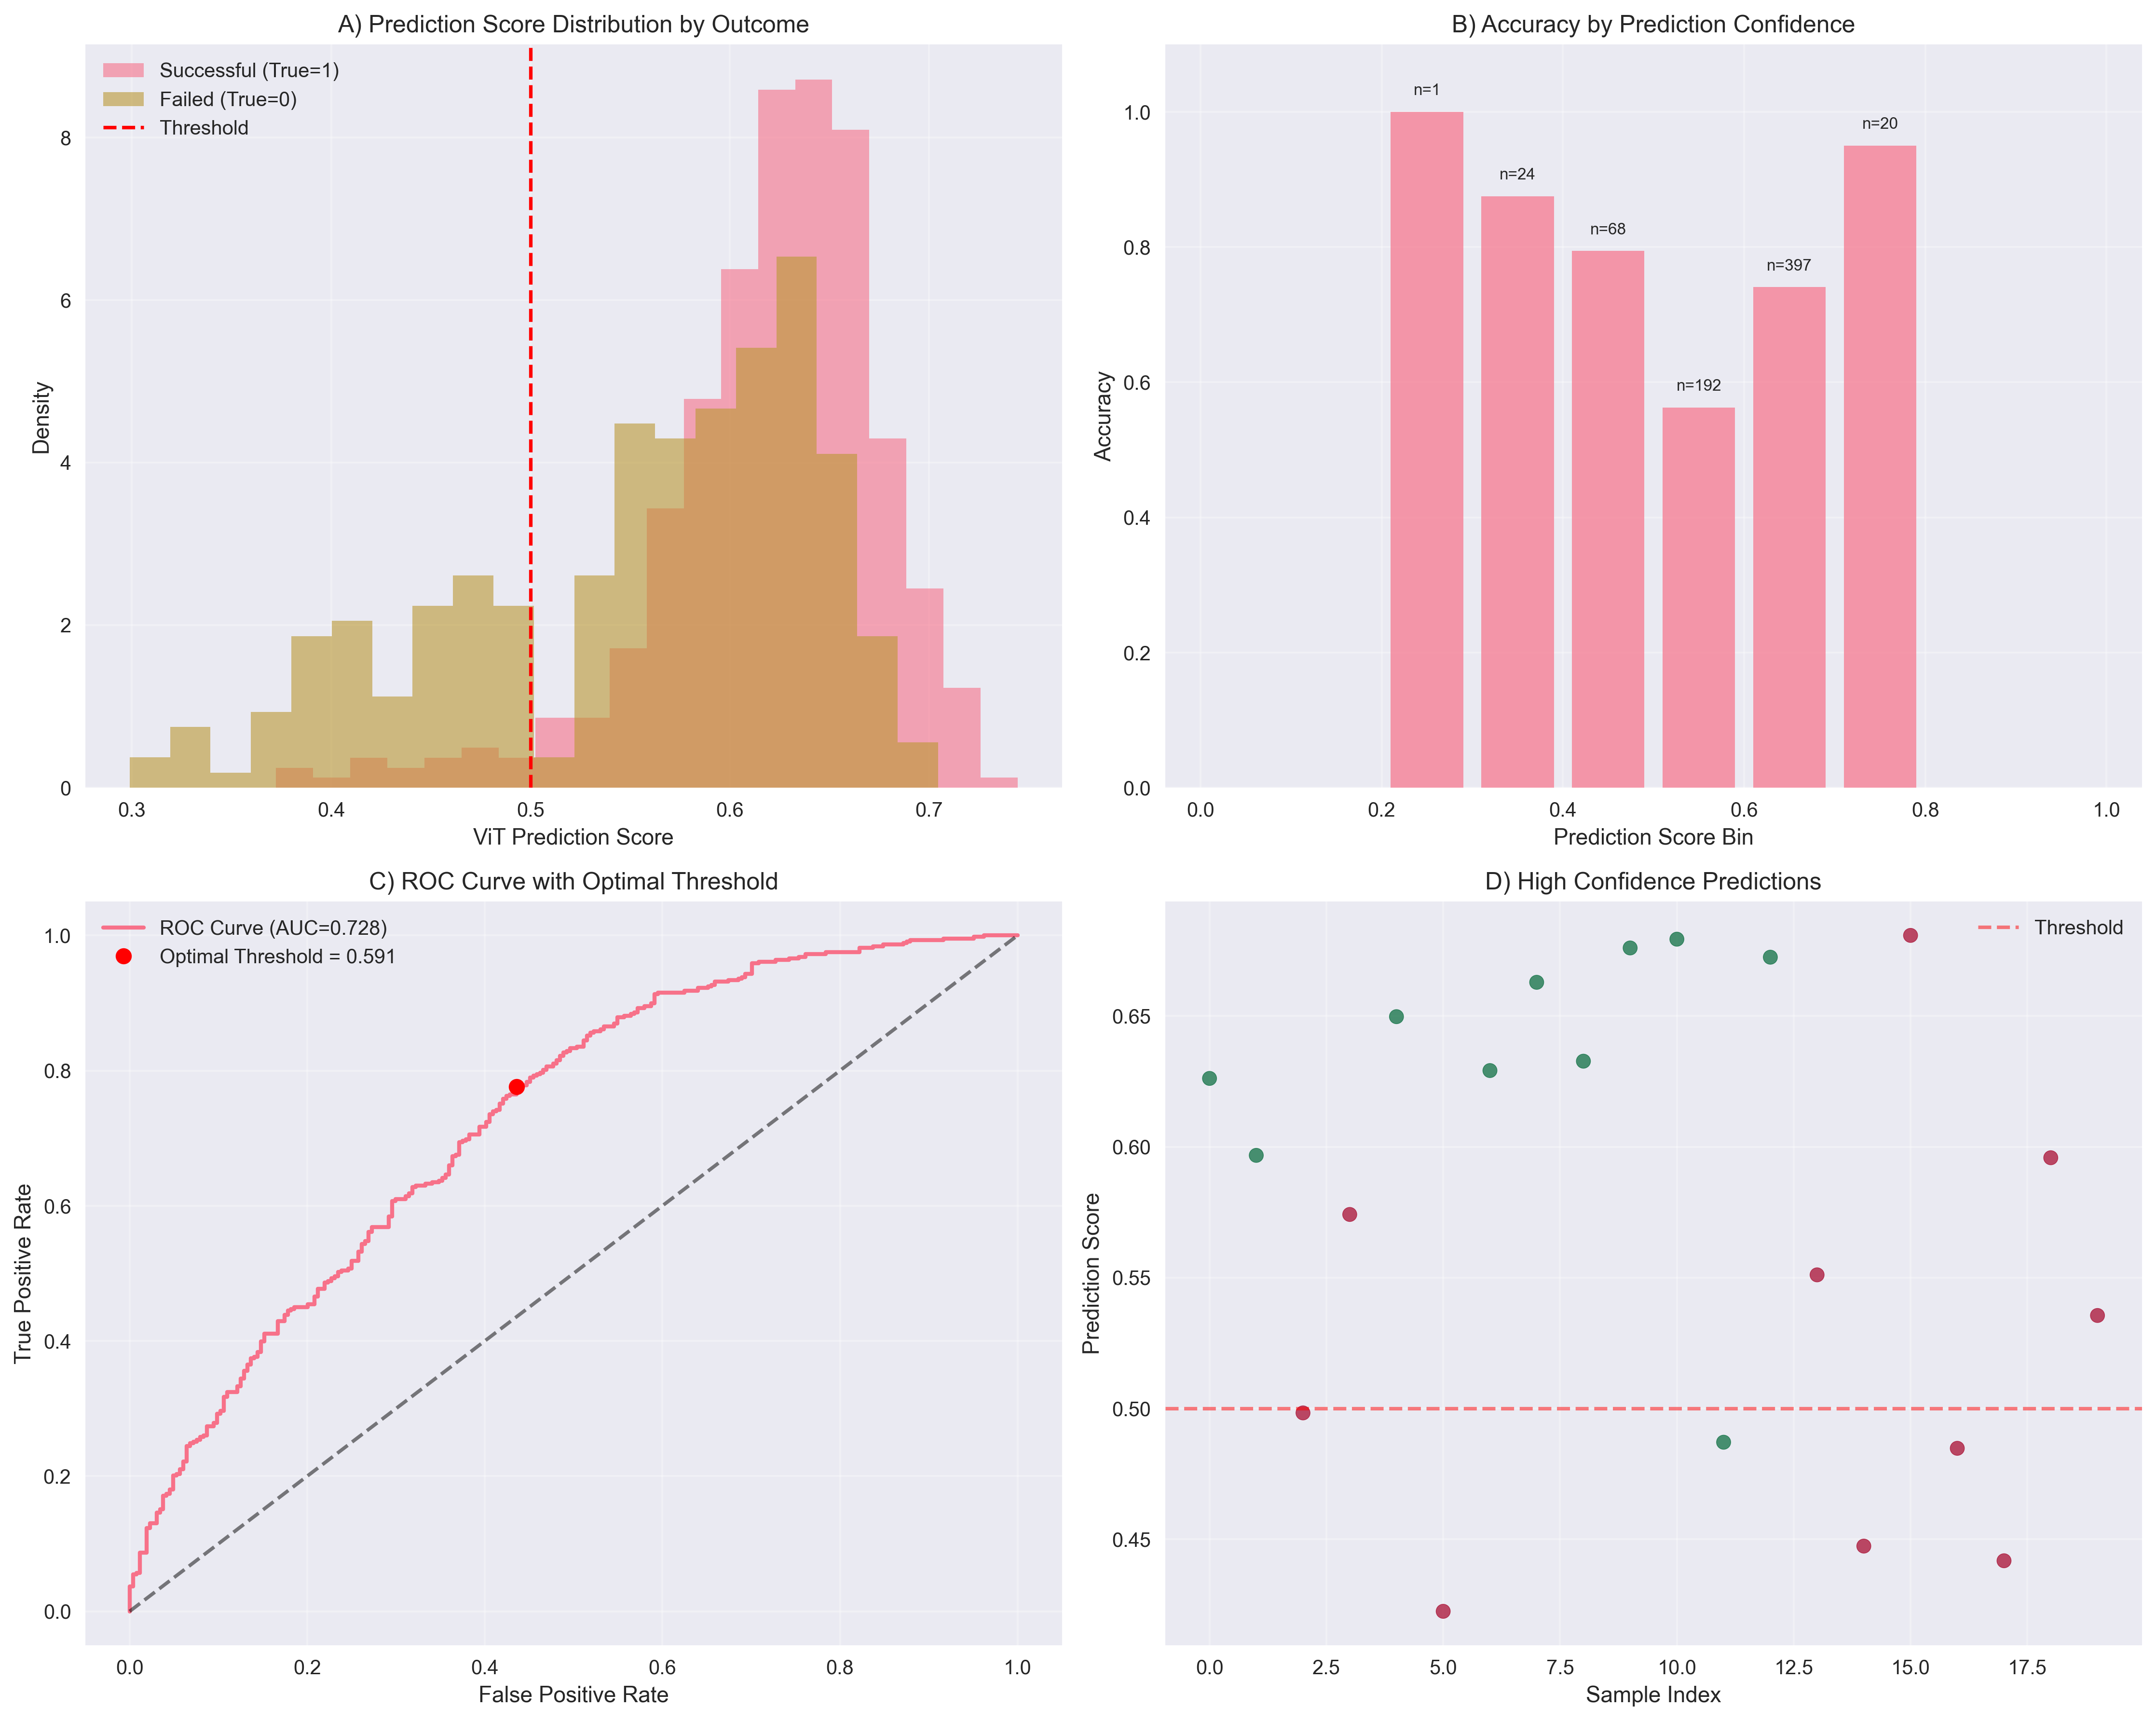 A) Prediction Score Distribution by Outcome
Successful (True=1)
Failed (True=0)
Threshold
8
6
4
2
0
Density
0.3 0.4 0.5 0.6 0.7
ViT Prediction Score
B) Accuracy by Prediction Confidence
n=1
n=24
n=68
n=192
n=397
n=20
1.0
0.8
0.6
0.4
0.2
0.0
Accuracy
0.0 0.2 0.4 0.6 0.8 1.0
Prediction Score Bin
C) ROC Curve with Optimal Threshold
ROC Curve (AUC=0.728)
Optimal Threshold = 0.591
1.0
0.8
0.6
0.4
0.2
0.0
True Positive Rate
0.0 0.2 0.4 0.6 0.8 1.0
False Positive Rate
D) High Confidence Predictions
Threshold
0.65
0.60
0.55
0.50
0.45
Prediction Score
0.0 2.5 5.0 7.5 10.0 12.5 15.0 17.5
Sample Index